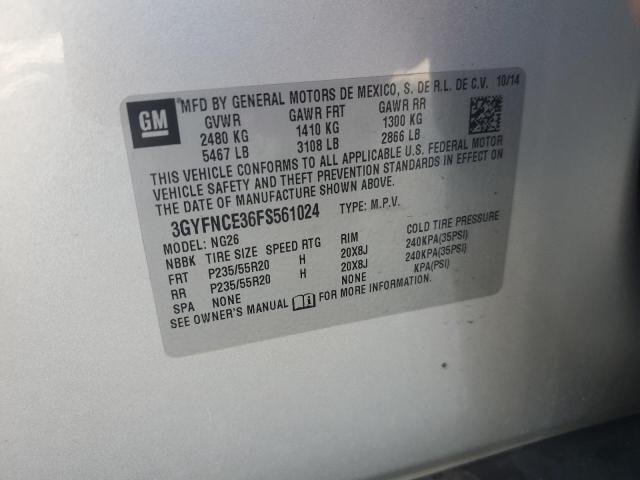 GM
MFD BY GENERAL MOTORS DE MEXICO, S. DE R.L. DE C.V. 10/14
GVWR GAWR FRT GAWR RR
2480 KG 1410 KG 1300 KG
5467 LB 3108 LB 2866 LB
THIS VEHICLE CONFORMS TO ALL APPLICABLE U.S. FEDERAL MOTOR
VEHICLE SAFETY AND THEFT PREVENTION STANDARDS IN EFFECT ON
THE DATE OF MANUFACTURE SHOWN ABOVE.
3GYFNCE36FS561024 TYPE: M.P.V.
MODEL: NG26
NBBK TIRE SIZE SPEED RTG RIM COLD TIRE PRESSURE
FRT P235/55R20 H 20X8J 240KPA(35PSI)
RR P235/55R20 H 20X8J 240KPA(35PSI)
SPA NONE NONE KPA(PSI)
SEE OWNER'S MANUAL FOR MORE INFORMATION.